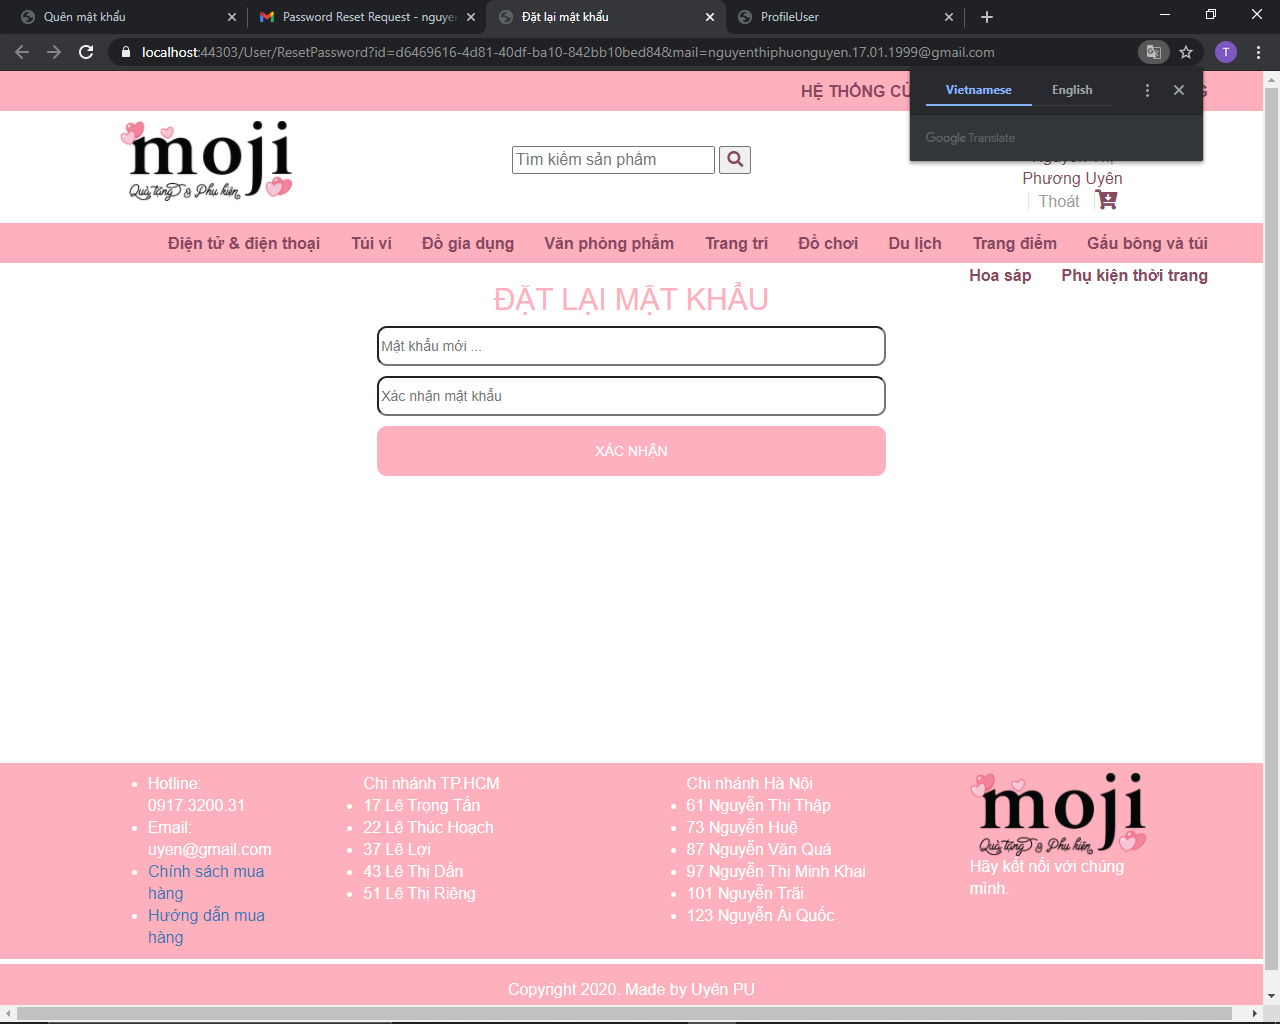 Quên mật khẩu
Password Reset Request - nguyen
Đặt lại mật khẩu
ProfileUser
localhost:44303/User/ResetPassword?id=d6469616-4d81-40df-ba10-842bb10bed84&mail=nguyenthiphuonguyen.17.01.1999@gmail.com
T
HỆ THỐNG
Vietnamese
English
Google Translate
moji
Quà tặng & Phụ kiện
Tìm kiếm sản phẩm
Nguyễn Thị
Phương Uyên
Thoát
Điện tử & điện thoại Túi ví Đồ gia dụng Văn phòng phẩm Trang trí Đồ chơi Du lịch Trang điểm Gấu bông và túi
Hoa sáp Phụ kiện thời trang
ĐẶT LẠI MẬT KHẨU
Mật khẩu mới ...
Xác nhận mật khẩu
XÁC NHẬN
Hotline:
0917.3200.31
Email:
uyen@gmail.com
Chính sách mua
hàng
Hướng dẫn mua
hàng
Chi nhánh TP.HCM
17 Lê Trọng Tấn
22 Lê Thúc Hoạch
37 Lê Lợi
43 Lê Thị Dẩn
51 Lê Thị Riêng
Chi nhánh Hà Nội
61 Nguyễn Thị Thập
73 Nguyễn Huệ
87 Nguyễn Văn Quá
97 Nguyễn Thị Minh Khai
101 Nguyễn Trãi
123 Nguyễn Ái Quốc
moji
Quà tặng & Phụ kiện
Hãy kết nối với chúng
mình.
Copyright 2020. Made by Uyên PU